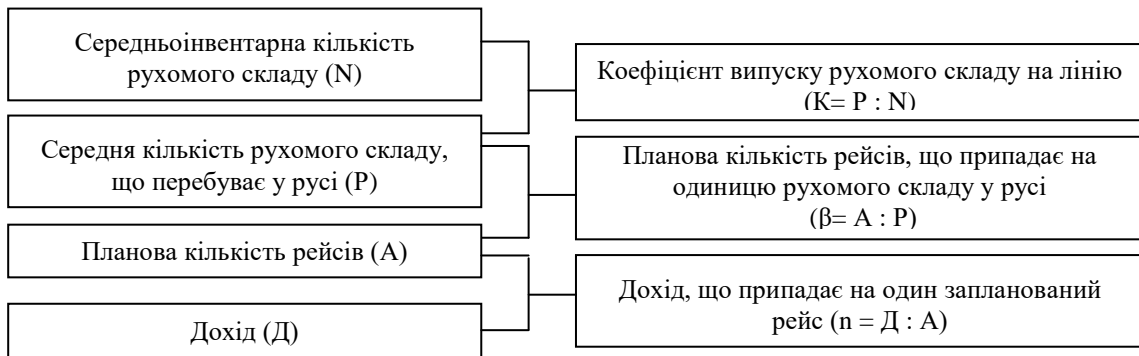 Середньоінвентарна кількість
рухомого складу (N)
Середня кількість рухомого складу,
що перебуває у русі (Р)
Планова кількість рейсів (А)
Дохід (Д)
Коефіцієнт випуску рухомого складу на лінію
(К= Р : N)
Планова кількість рейсів, що припадає на
одиницю рухомого складу у русі
(β= А : Р)
Дохід, що припадає на один запланований
рейс (n = Д : А)